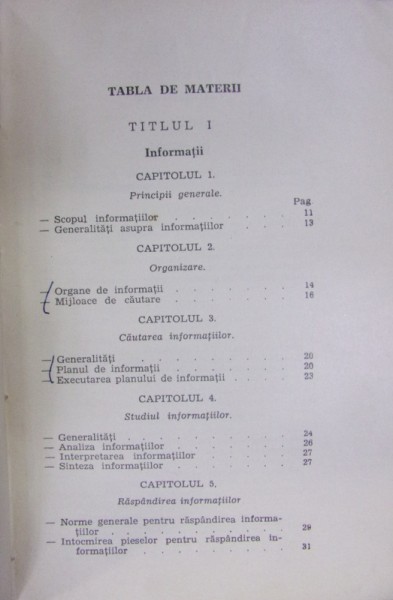 TABLA DE MATERII
TITLUL I
Informații
CAPITOLUL 1.
Principii generale.
Pag
— Scopul informațiilor . . . . . . . 11
— Generalități asupra informațiilor . . . 13
CAPITOLUL 2.
Organizare.
— Organe de informații . . . . . . 14
— Mijloace de căutare . . . . . . . 16
CAPITOLUL 3.
Căutarea informațiilor.
— Generalități . . . . . . . . 20
— Planul de informații . . . . . . . 20
— Executarea planului de informații . . . . 23
CAPITOLUL 4.
Studiul informațiilor.
— Generalități . . . . . . . . . 24
— Analiza informațiilor . . . . . . . 26
— Interpretarea informațiilor . . . . . 27
— Sinteza informațiilor . . . . . . . 27
CAPITOLUL 5.
Răspândirea informațiilor
— Norme generale pentru răspândirea informa-
țiilor . . . . . . . . . . 29
— Intocmirea pieselor pentru răspândirea in-
formațiilor . . . . . . . . 31